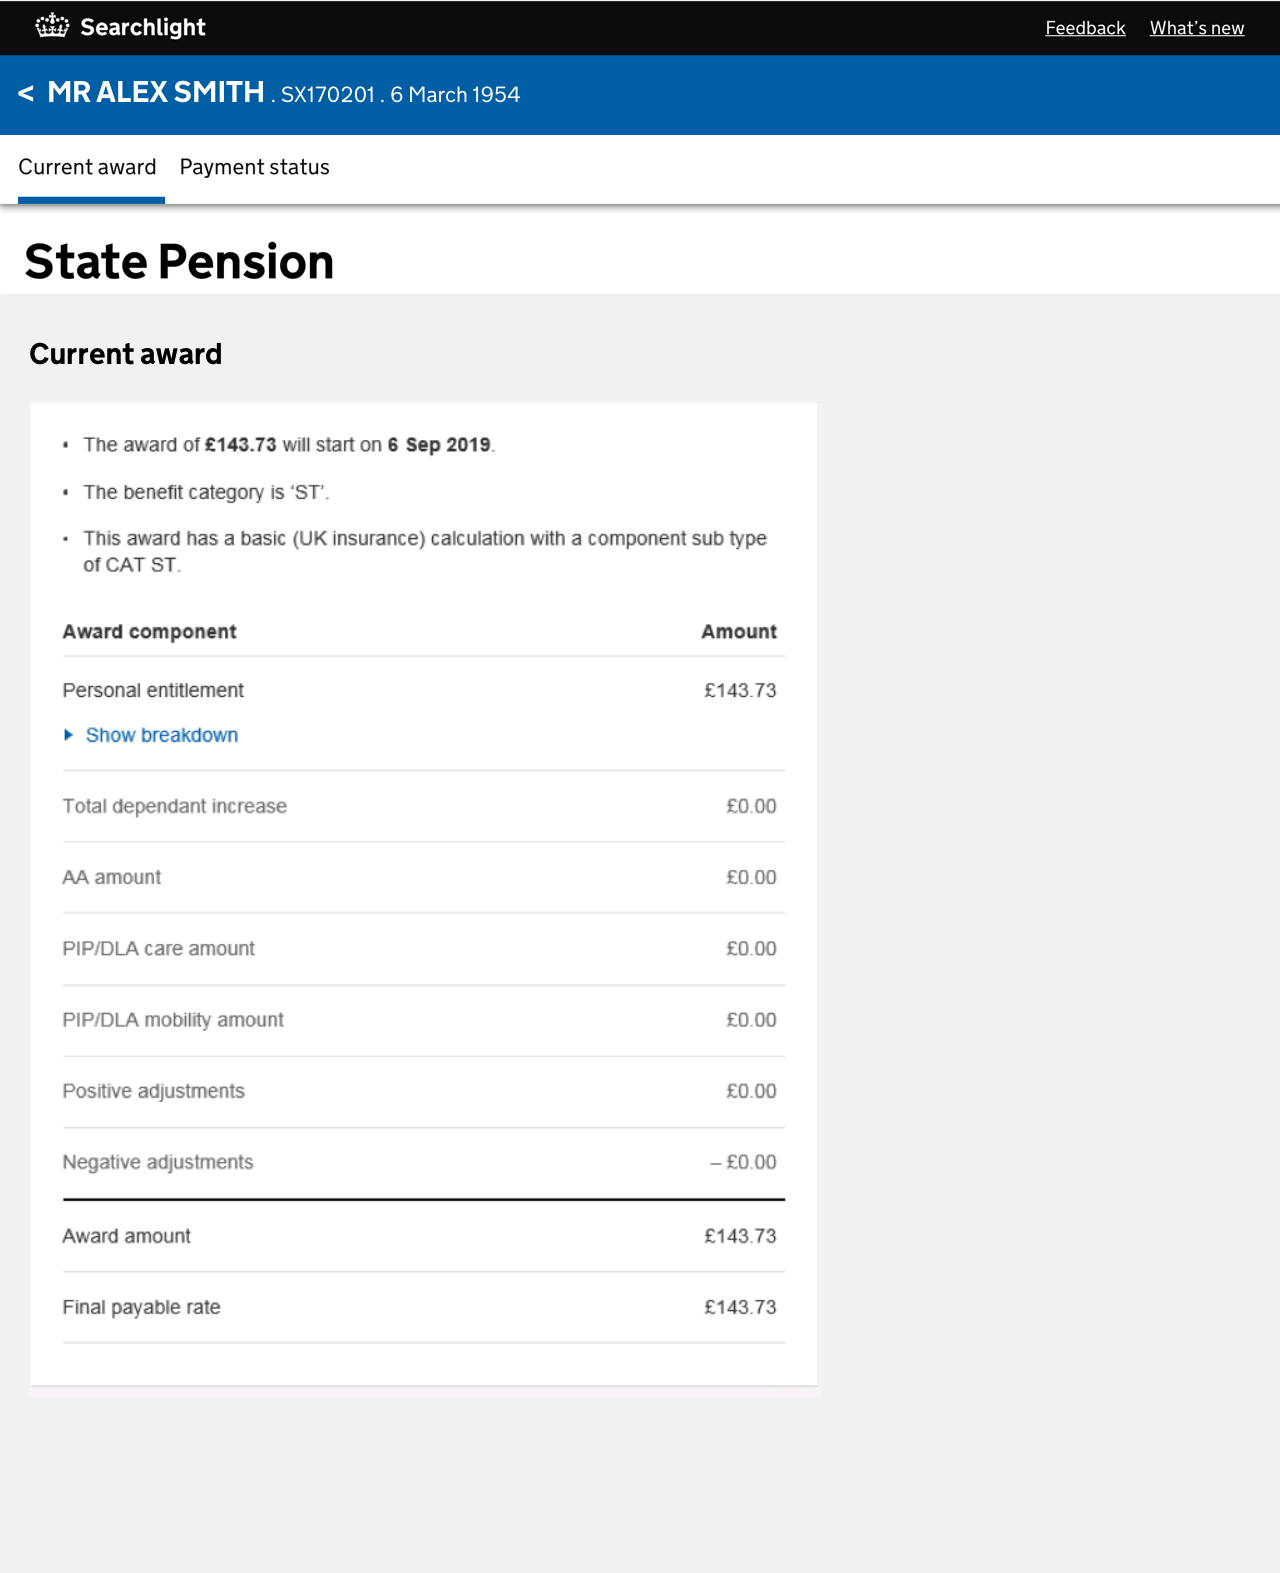 Searchlight
Feedback What’s new
< MR ALEX SMITH . SX170201 . 6 March 1954
Current award Payment status
State Pension
Current award
▪ The award of £143.73 will start on 6 Sep 2019.
▪ The benefit category is ‘ST’.
▪ This award has a basic (UK insurance) calculation with a component sub type
of CAT ST.
Award component Amount
Personal entitlement £143.73
Show breakdown
Total dependant increase £0.00
AA amount £0.00
PIP/DLA care amount £0.00
PIP/DLA mobility amount £0.00
Positive adjustments £0.00
Negative adjustments – £0.00
Award amount £143.73
Final payable rate £143.73